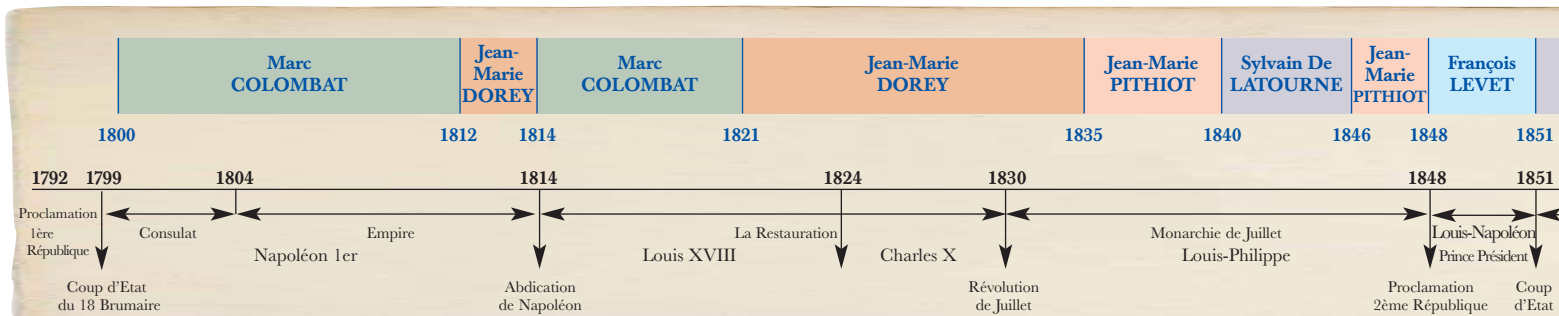 Marc
COLOMBAT
Jean-
Marie
DOREY
Marc
COLOMBAT
Jean-Marie
DOREY
Jean-Marie
PITHIOT
Sylvain De
LATOURNE
Jean-
Marie
PITHIOT
François
LEVET
1800
1812
1814
1821
1835
1840
1846
1848
1851
1792
1799
1804
1814
1824
1830
1848
1851
Proclamation
1ère
République
Consulat
Empire
La Restauration
Monarchie de Juillet
Louis-Napoléon
Napoléon 1er
Louis XVIII
Charles X
Louis-Philippe
Prince Président
Coup d’Etat
du 18 Brumaire
Abdication
de Napoléon
Révolution
de Juillet
Proclamation
2ème République
Coup
d’Etat